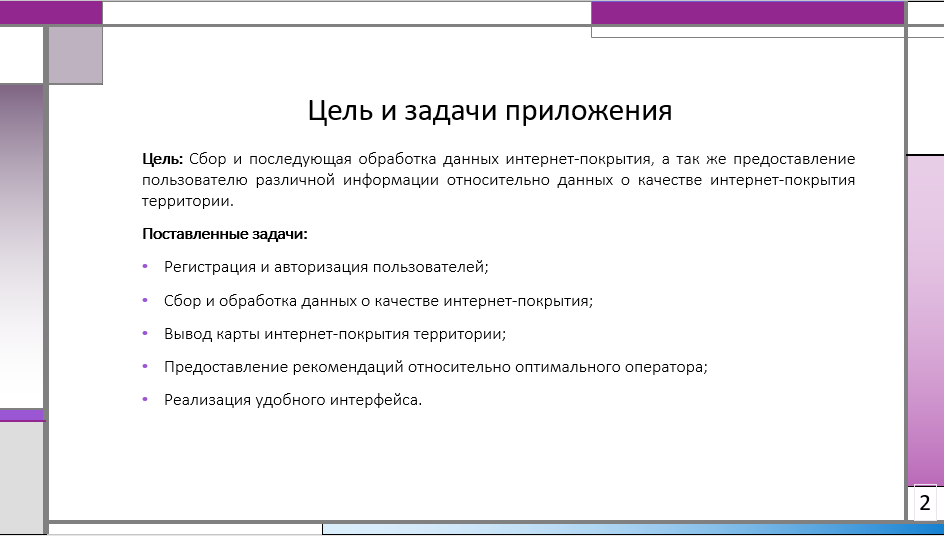 Цель и задачи приложения
Цель: Сбор и последующая обработка данных интернет-покрытия, а так же предоставление
пользователю различной информации относительно данных о качестве интернет-покрытия
территории.
Поставленные задачи:
• Регистрация и авторизация пользователей;
• Сбор и обработка данных о качестве интернет-покрытия;
• Вывод карты интернет-покрытия территории;
• Предоставление рекомендаций относительно оптимального оператора;
• Реализация удобного интерфейса.
2